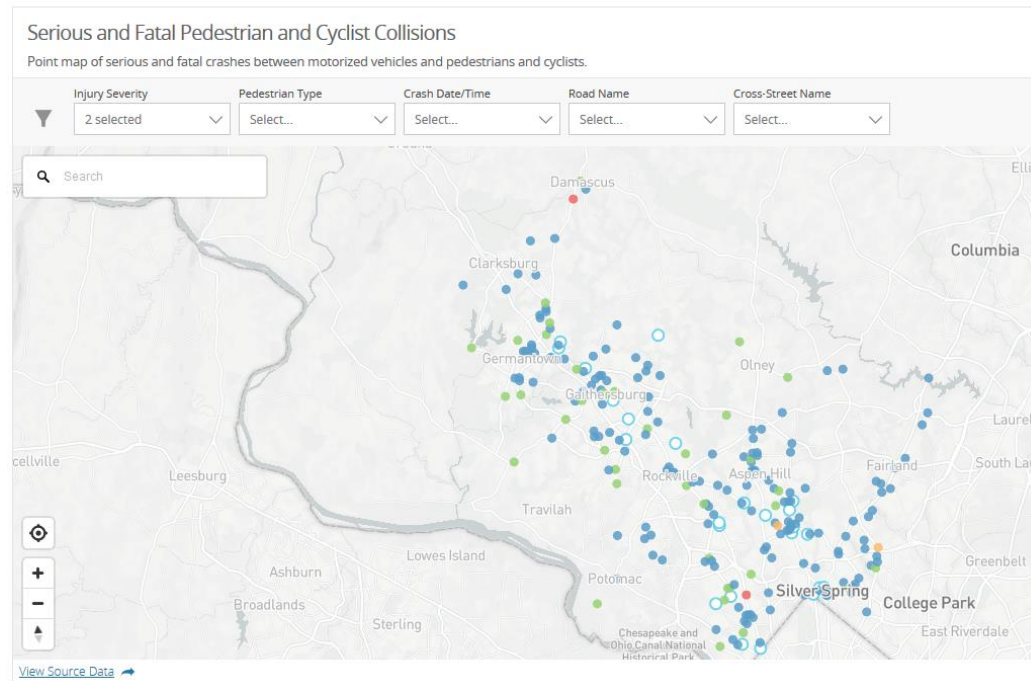 Serious and Fatal Pedestrian and Cyclist Collisions
Point map of serious and fatal crashes between motorized vehicles and pedestrians and cyclists.
Injury Severity
Pedestrian Type
Crash Date/Time
Road Name
Cross-Street Name
2 selected
Select...
Select...
Select...
Select...
Search
Damascus
Columbia
Clarksburg
Germantown
Olney
Gaithersburg
Laurel
cellville
Leesburg
Rockville
Aspen Hill
Fairland
South La
Travilah
Lowes Island
Ashburn
Greenbelt
Potomac
Broadlands
Silver Spring
College Park
Sterling
Chesapeake and
Ohio Canal National
Historical Park
East Riverdale
View Source Data